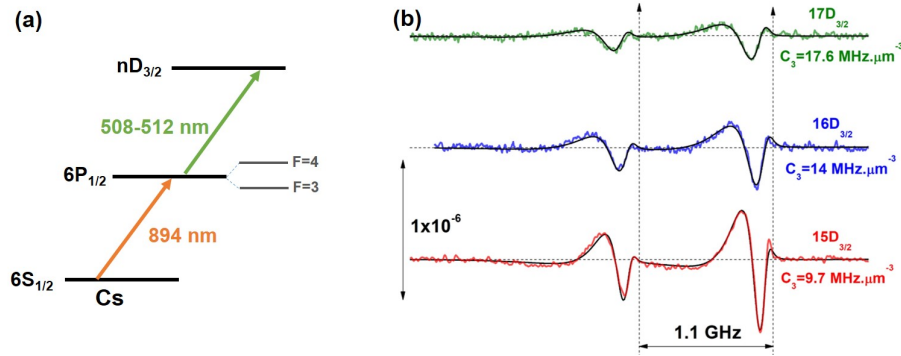 (a)
nD3/2
508-512 nm
6P1/2
F=4
F=3
894 nm
6S1/2
Cs
(b)
17D3/2
C3=17.6 MHz.µm-3
16D3/2
C3=14 MHz.µm-3
1x10-6
15D3/2
C3=9.7 MHz.µm-3
1.1 GHz